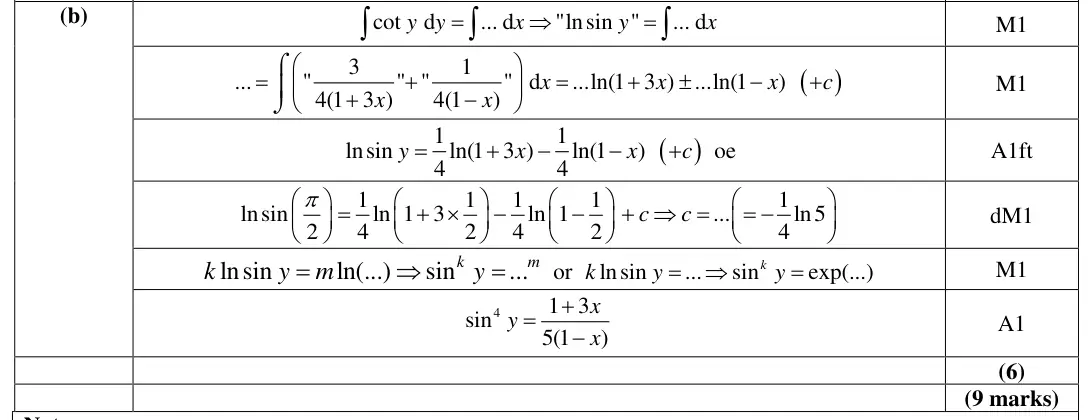 (b) ∫cot y dy = ∫... dx ⇒ "ln sin y" = ∫... dx M1
... = ∫("3/(4(1+3x))" + "1/(4(1−x))") dx = ...ln(1+3x) ± ...ln(1−x) (+c) M1
ln sin y = 1/4 ln(1+3x) − 1/4 ln(1−x) (+c) oe A1ft
ln sin(π/2) = 1/4 ln(1+3×1/2) − 1/4 ln(1−1/2) + c ⇒ c = ...(= −1/4 ln 5) dM1
k ln sin y = m ln(...) ⇒ sin^k y = ...^m or k ln sin y = ... ⇒ sin^k y = exp(...) M1
sin^4 y = (1+3x)/(5(1−x)) A1
(6)
(9 marks)